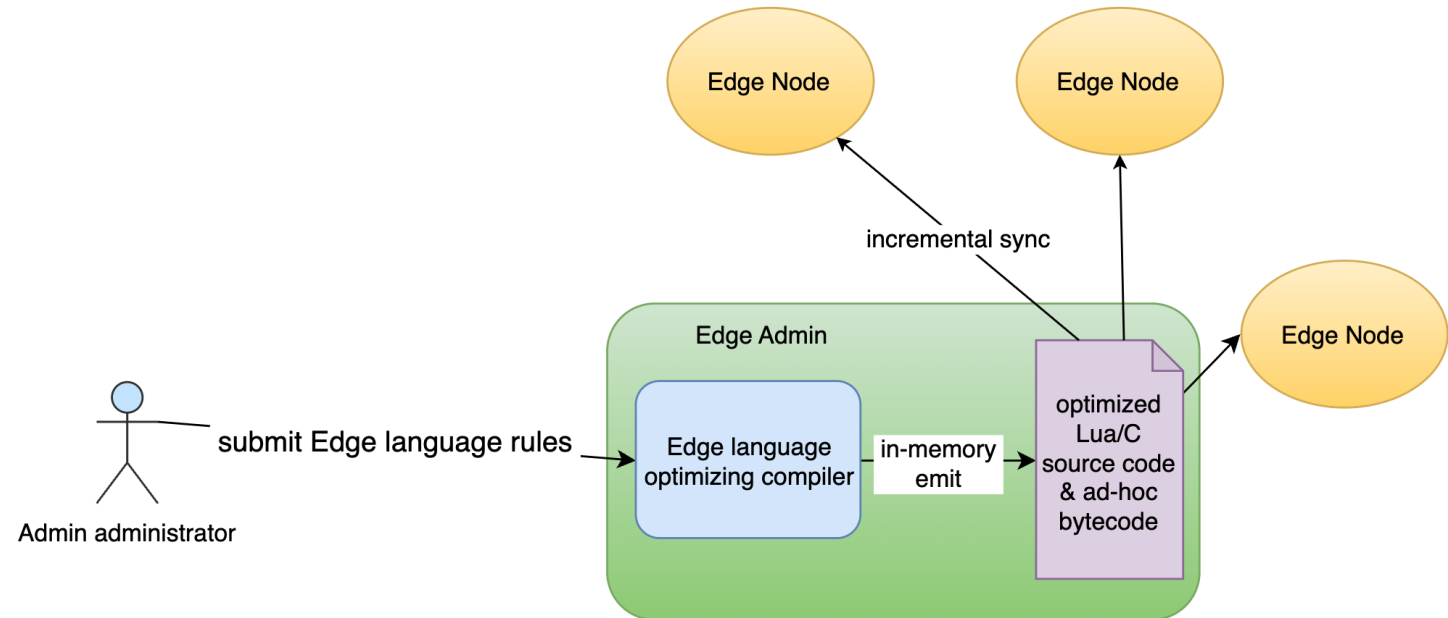 Edge Node
Edge Node
incremental sync
Edge Node
Edge Admin
submit Edge language rules
Edge language
optimizing compiler
in-memory
emit
optimized
Lua/C
source code
& ad-hoc
bytecode
Admin administrator